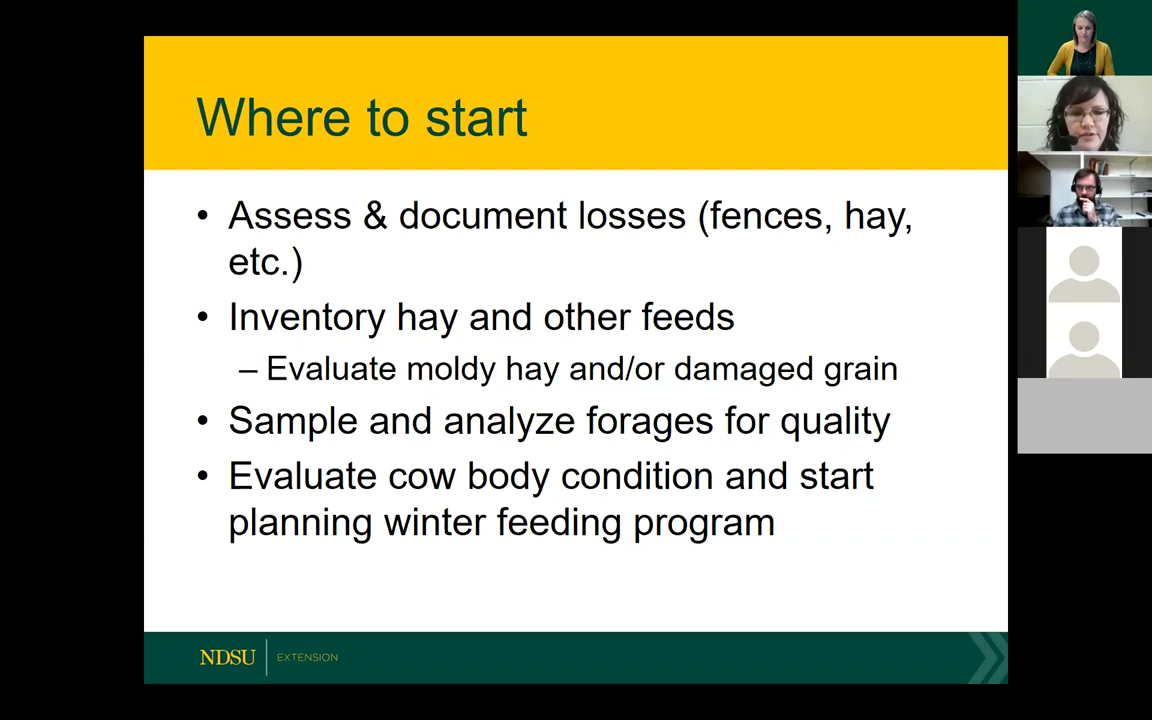 Where to start
• Assess & document losses (fences, hay,
etc.)
• Inventory hay and other feeds
– Evaluate moldy hay and/or damaged grain
• Sample and analyze forages for quality
• Evaluate cow body condition and start
planning winter feeding program
NDSU EXTENSION